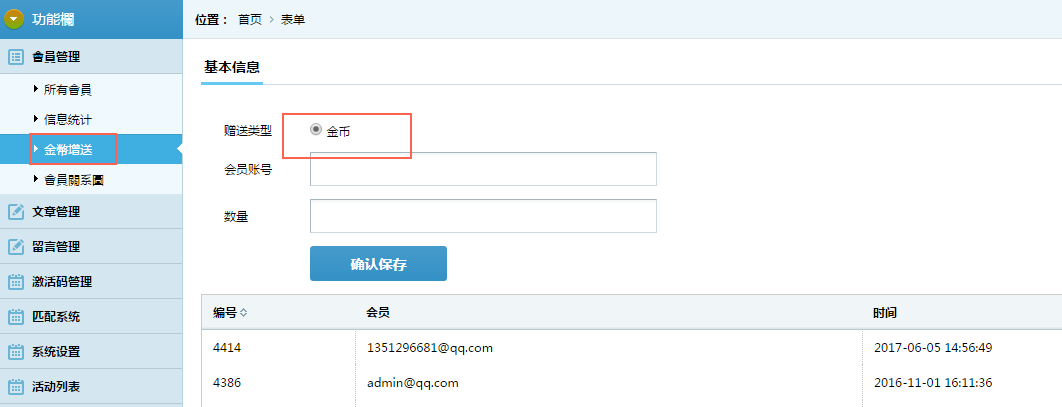 功能欄
位置： 首页 > 表单
會員管理
所有會員
信息统计
金幣增送
會員關系圖
文章管理
留言管理
激活码管理
匹配系统
系统设置
活动列表
基本信息
赠送类型 金币
会员账号
数量
确认保存
编号 会员 时间
4414 1351296681@qq.com 2017-06-05 14:56:49
4386 admin@qq.com 2016-11-01 16:11:36